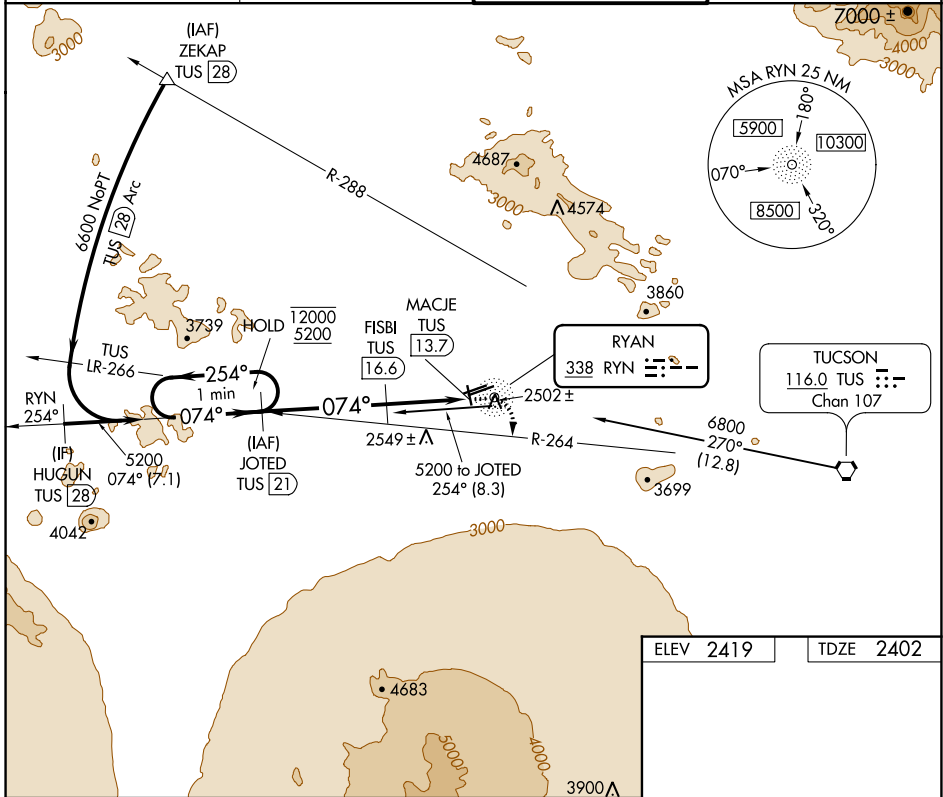 3000
(IAF)
ZEKAP
TUS 28
7000 ±
4000
3000
MSA RYN 25 NM
180°
5900
10300
070°
8500
320°
R-288
4687
3000
4574
6600 NoPT
TUS 28 Arc
3860
3739
HOLD
12000
5200
MACJE
TUS
13.7
FISBI
TUS
16.6
RYAN
338 RYN
TUCSON
116.0 TUS
Chan 107
TUS
LR-266
254°
1 min
074°
074°
RYN
254°
2502 ±
(IAF)
JOTED
TUS 21
2549 ±
R-264
6800
270°
(12.8)
(IF)
HUGUN
TUS 28
5200
074° (7.1)
5200 to JOTED
254° (8.3)
3699
4042
3000
ELEV 2419
TDZE 2402
4683
5000
4000
3900